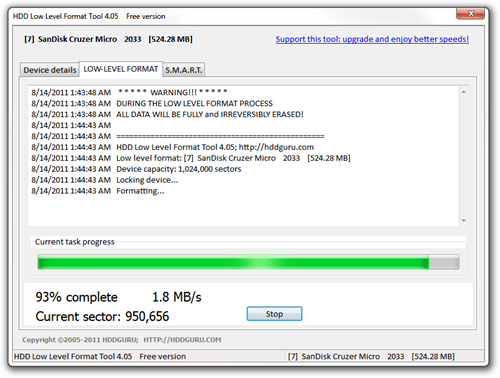 HDD Low Level Format Tool 4.05    Free version
[7]  SanDisk Cruzer Micro   2033   [524.28 MB]    Support this tool: upgrade and enjoy better speeds!
Device details    LOW-LEVEL FORMAT    S.M.A.R.T.
8/14/2011 1:43:48 AM    * * * * *  WARNING!!! * * * * *
8/14/2011 1:43:48 AM    DURING THE LOW LEVEL FORMAT PROCESS
8/14/2011 1:43:48 AM    ALL DATA WILL BE FULLY and IRREVERSIBLY ERASED!
8/14/2011 1:44:43 AM
8/14/2011 1:44:43 AM    ================================================
8/14/2011 1:44:43 AM    HDD Low Level Format Tool 4.05; http://hddguru.com
8/14/2011 1:44:43 AM    Low level format: [7]  SanDisk Cruzer Micro   2033   [524.28 MB]
8/14/2011 1:44:43 AM    Device capacity: 1,024,000 sectors
8/14/2011 1:44:43 AM    Locking device...
8/14/2011 1:44:43 AM    Formatting...
Current task progress
93% complete    1.8 MB/s
Current sector: 950,656    Stop
Copyright ©2005-2011 HDDGURU;  HTTP://HDDGURU.COM
HDD Low Level Format Tool 4.05    Free version    [7]  SanDisk Cruzer Micro   2033   [524.28 MB]